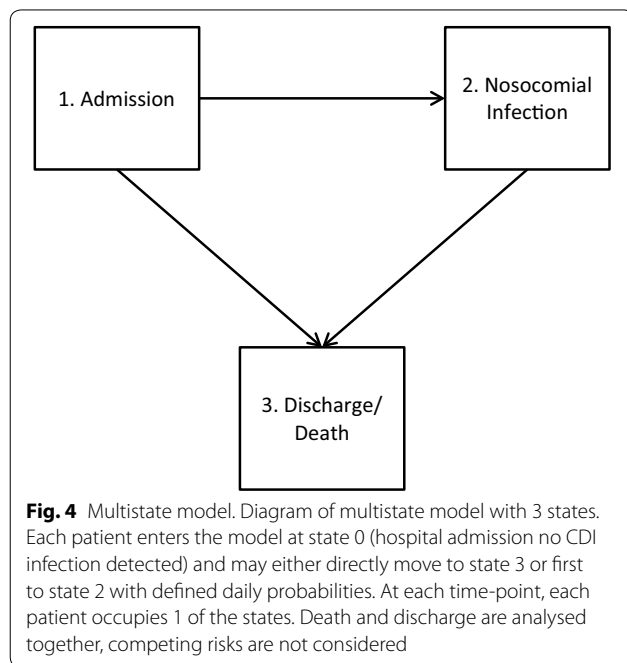 1. Admission
2. Nosocomial
Infection
3. Discharge/
Death
Fig. 4 Multistate model. Diagram of multistate model with 3 states.
Each patient enters the model at state 0 (hospital admission no CDI
infection detected) and may either directly move to state 3 or first
to state 2 with defined daily probabilities. At each time-point, each
patient occupies 1 of the states. Death and discharge are analysed
together, competing risks are not considered